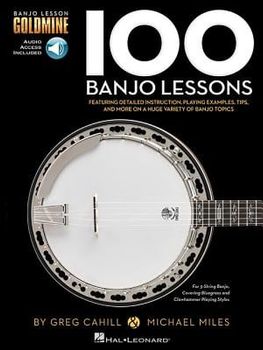 BANJO LESSON
GOLDMINE
AUDIO
ACCESS
INCLUDED
100
BANJO LESSONS
FEATURING DETAILED INSTRUCTION, PLAYING EXAMPLES, TIPS,
AND MORE ON A HUGE VARIETY OF BANJO TOPICS
For 5-String Banjo,
Covering Bluegrass and
Clawhammer Playing Styles
BY GREG CAHILL & MICHAEL MILES
HAL•LEONARD®